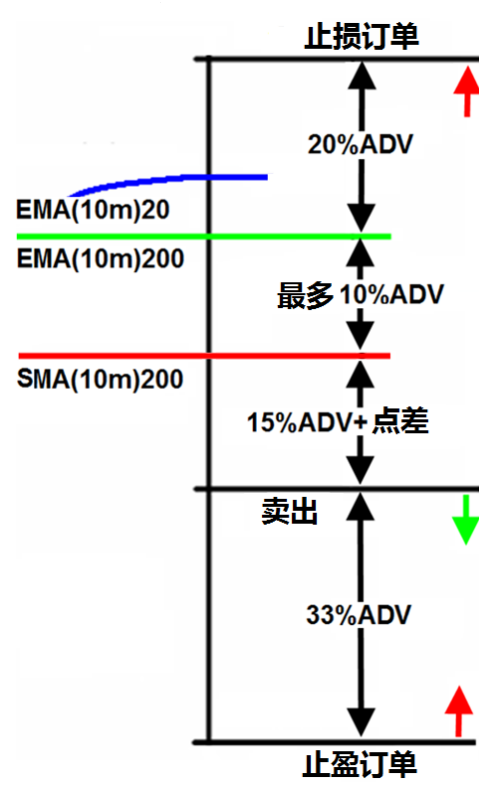 止损订单
20%ADV
EMA(10m)20
EMA(10m)200
最多 10%ADV
SMA(10m)200
15%ADV+ 点差
卖出
33%ADV
止盈订单